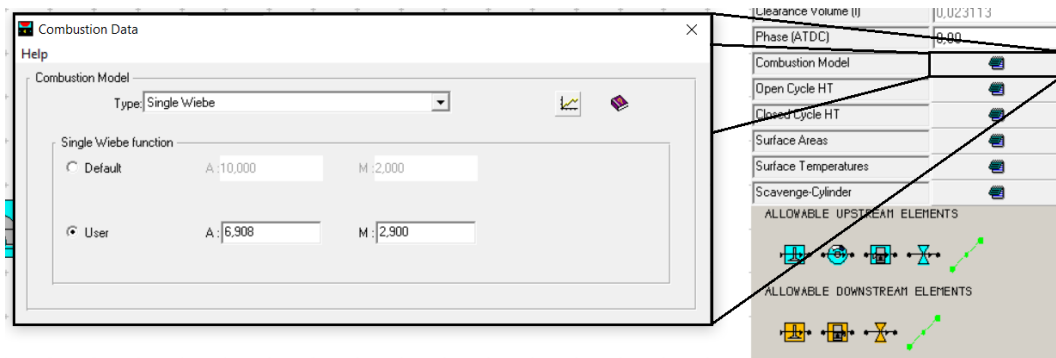 Combustion Data
Help
Combustion Model
Type: Single Wiebe
Single Wiebe function
Default A : 10,000 M : 2,000
User A : 6,908 M : 2,900
Clearance Volume (l) 0,023113
Phase (ATDC) 0,00
Combustion Model
Open Cycle HT
Closed Cycle HT
Surface Areas
Surface Temperatures
Scavenge-Cylinder
ALLOWABLE UPSTREAM ELEMENTS
ALLOWABLE DOWNSTREAM ELEMENTS